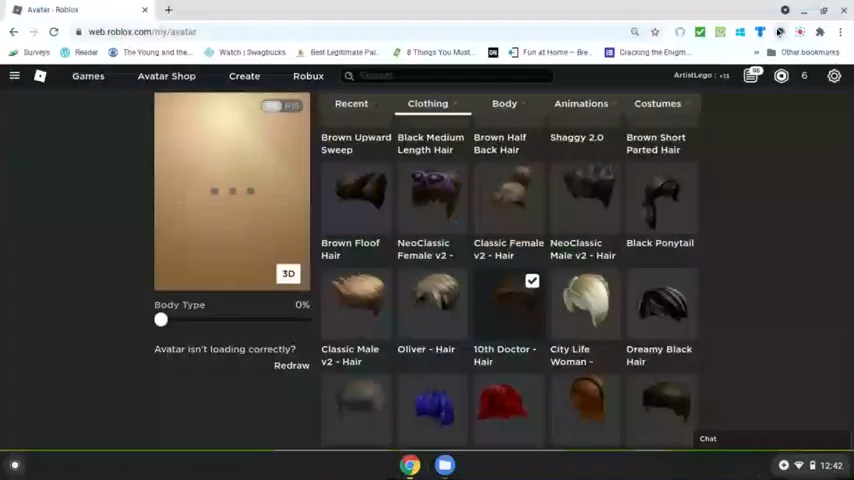 Avatar - Roblox
web.roblox.com/my/avatar
Surveys
Reader
The Young and the...
Watch | Swagbucks
Best Legitimate Pai...
8 Things You Must...
Fun at Home – Bre...
Cracking the Enigm...
Other bookmarks
Games
Avatar Shop
Create
Robux
ArtistLego : +13
6
R15
Recent
Clothing
Body
Animations
Costumes
Brown Upward Sweep
Black Medium Length Hair
Brown Half Back Hair
Shaggy 2.0
Brown Short Parted Hair
3D
Brown Floof Hair
NeoClassic Female v2 -
Classic Female v2 - Hair
NeoClassic Male v2 - Hair
Black Ponytail
Body Type
0%
Avatar isn't loading correctly?
Redraw
Classic Male v2 - Hair
Oliver - Hair
10th Doctor - Hair
City Life Woman -
Dreamy Black Hair
Chat
12:42